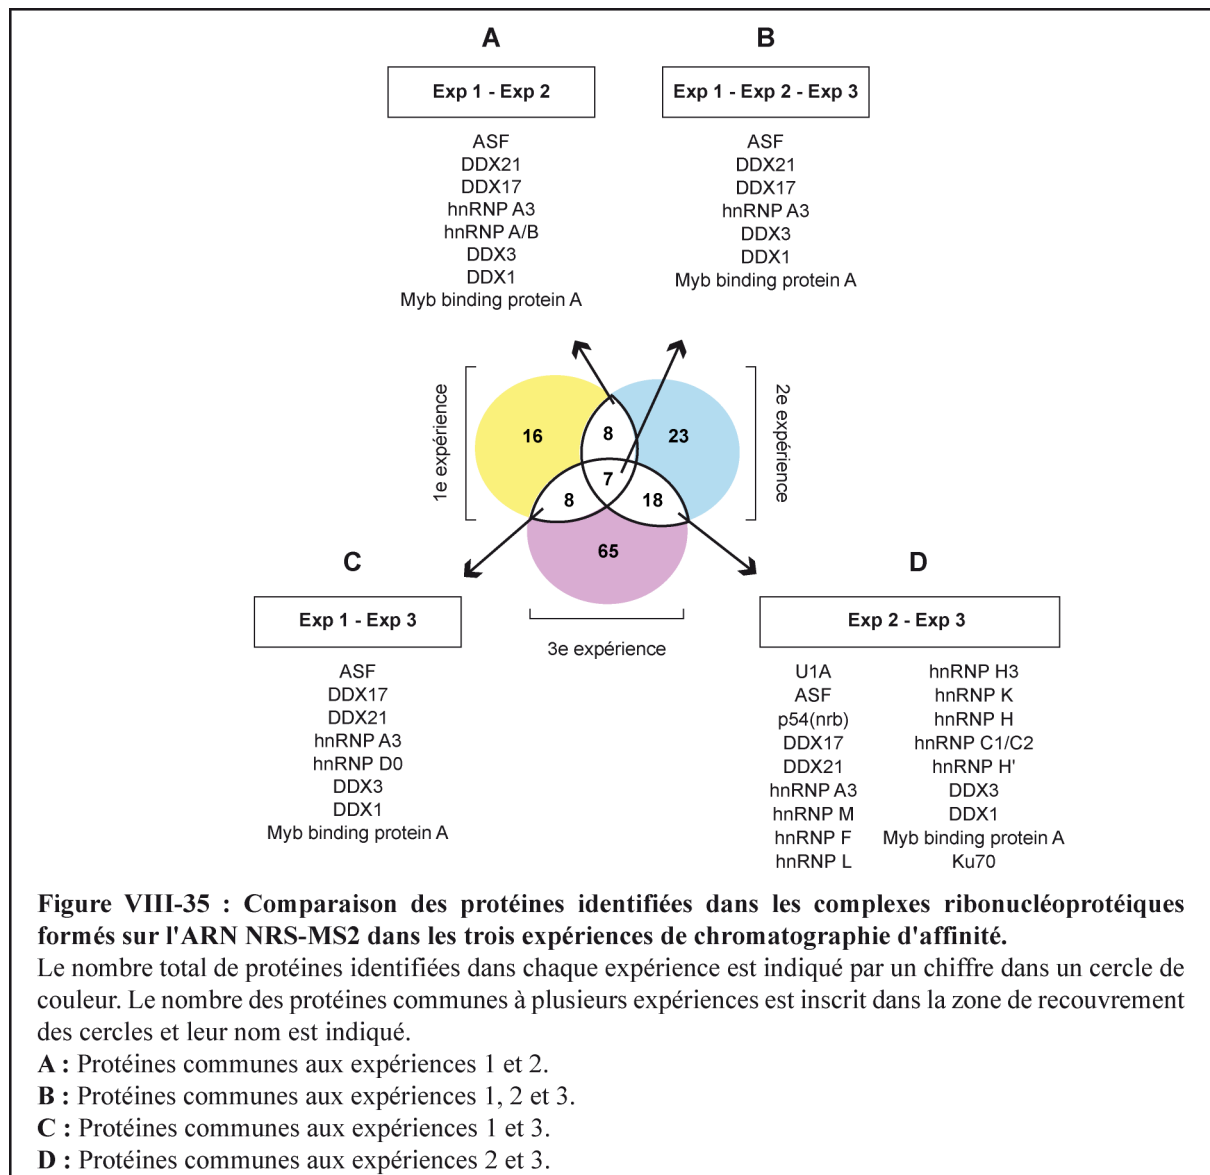 A
Exp 1 - Exp 2
ASF
DDX21
DDX17
hnRNP A3
hnRNP A/B
DDX3
DDX1
Myb binding protein A
B
Exp 1 - Exp 2 - Exp 3
ASF
DDX21
DDX17
hnRNP A3
DDX3
DDX1
Myb binding protein A
1e expérience
2e expérience
16
8
23
7
8
18
65
3e expérience
C
Exp 1 - Exp 3
ASF
DDX17
DDX21
hnRNP A3
hnRNP D0
DDX3
DDX1
Myb binding protein A
D
Exp 2 - Exp 3
U1A
ASF
p54(nrb)
DDX17
DDX21
hnRNP A3
hnRNP M
hnRNP F
hnRNP L
hnRNP H3
hnRNP K
hnRNP H
hnRNP C1/C2
hnRNP H'
DDX3
DDX1
Myb binding protein A
Ku70
Figure VIII-35 : Comparaison des protéines identifiées dans les complexes ribonucléoprotéiques
formés sur l'ARN NRS-MS2 dans les trois expériences de chromatographie d'affinité.
Le nombre total de protéines identifiées dans chaque expérience est indiqué par un chiffre dans un cercle de
couleur. Le nombre des protéines communes à plusieurs expériences est inscrit dans la zone de recouvrement
des cercles et leur nom est indiqué.
A : Protéines communes aux expériences 1 et 2.
B : Protéines communes aux expériences 1, 2 et 3.
C : Protéines communes aux expériences 1 et 3.
D : Protéines communes aux expériences 2 et 3.